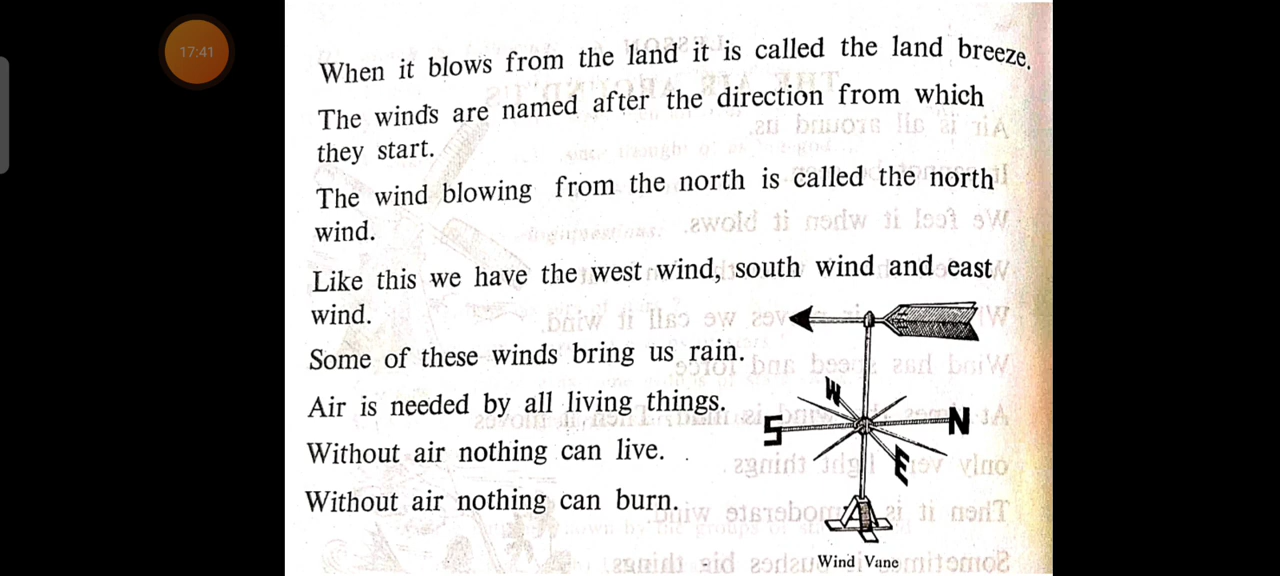 17:41
When it blows from the land it is called the land breeze.
The winds are named after the direction from which
they start.
The wind blowing from the north is called the north
wind.
Like this we have the west wind, south wind and east
wind.
Some of these winds bring us rain.
Air is needed by all living things.
Without air nothing can live.
Without air nothing can burn.
W
S
N
E
Wind Vane